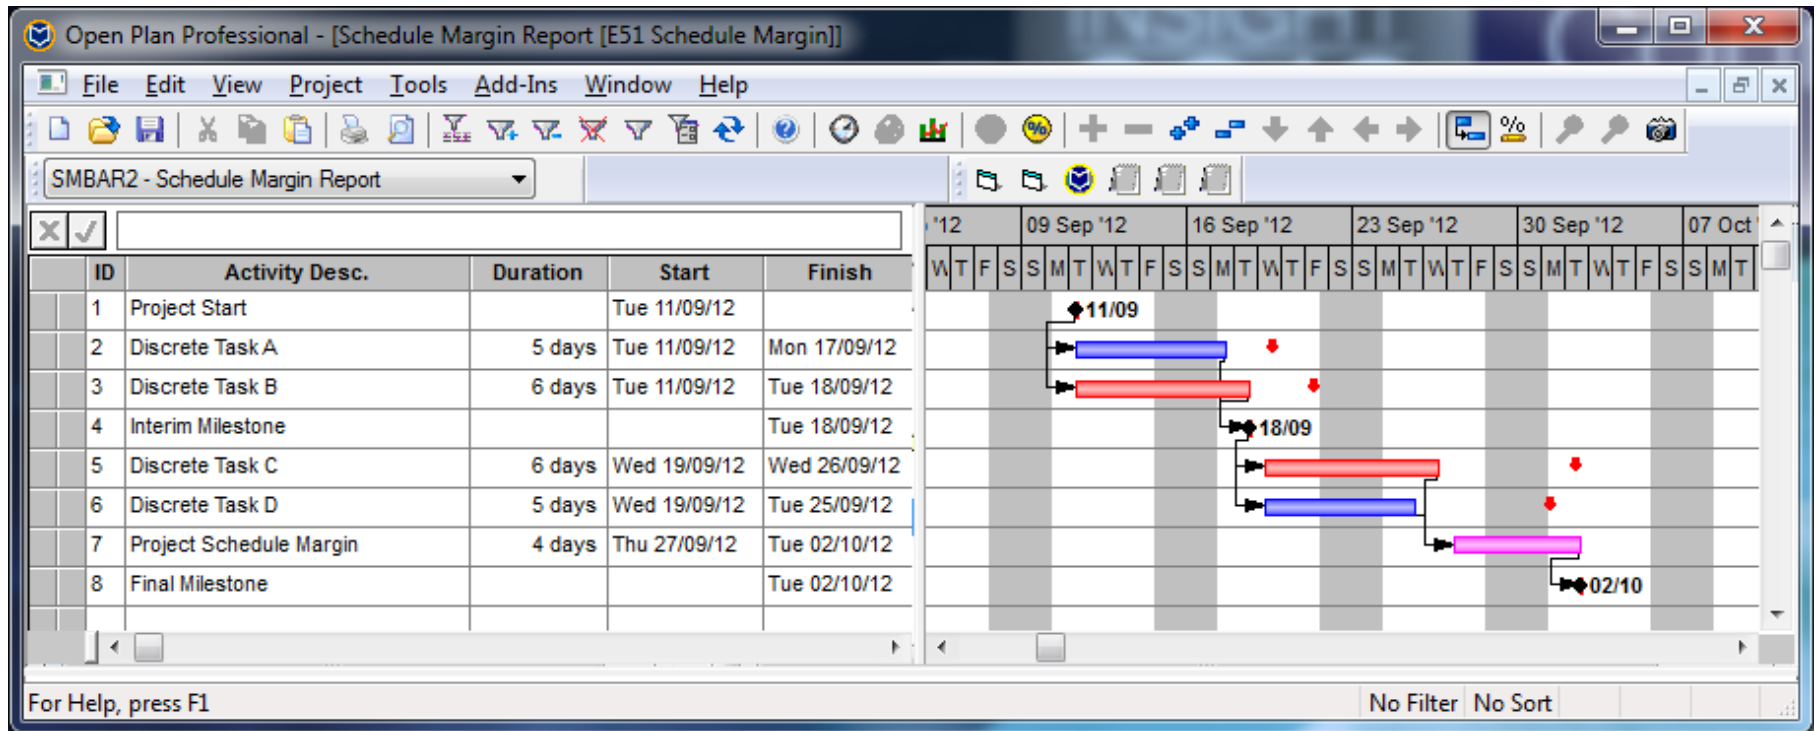 Open Plan Professional - [Schedule Margin Report [E51 Schedule Margin]]
File Edit View Project Tools Add-Ins Window Help
SMBAR2 - Schedule Margin Report
'12 09 Sep '12 16 Sep '12 23 Sep '12 30 Sep '12 07 Oct '
W T F S S M T W T F S S M T W T F S S M T W T F S S M T W T F S S M T
ID Activity Desc. Duration Start Finish
1 Project Start Tue 11/09/12 11/09
2 Discrete Task A 5 days Tue 11/09/12 Mon 17/09/12
3 Discrete Task B 6 days Tue 11/09/12 Tue 18/09/12
4 Interim Milestone Tue 18/09/12 18/09
5 Discrete Task C 6 days Wed 19/09/12 Wed 26/09/12
6 Discrete Task D 5 days Wed 19/09/12 Tue 25/09/12
7 Project Schedule Margin 4 days Thu 27/09/12 Tue 02/10/12
8 Final Milestone Tue 02/10/12 02/10
For Help, press F1 No Filter No Sort